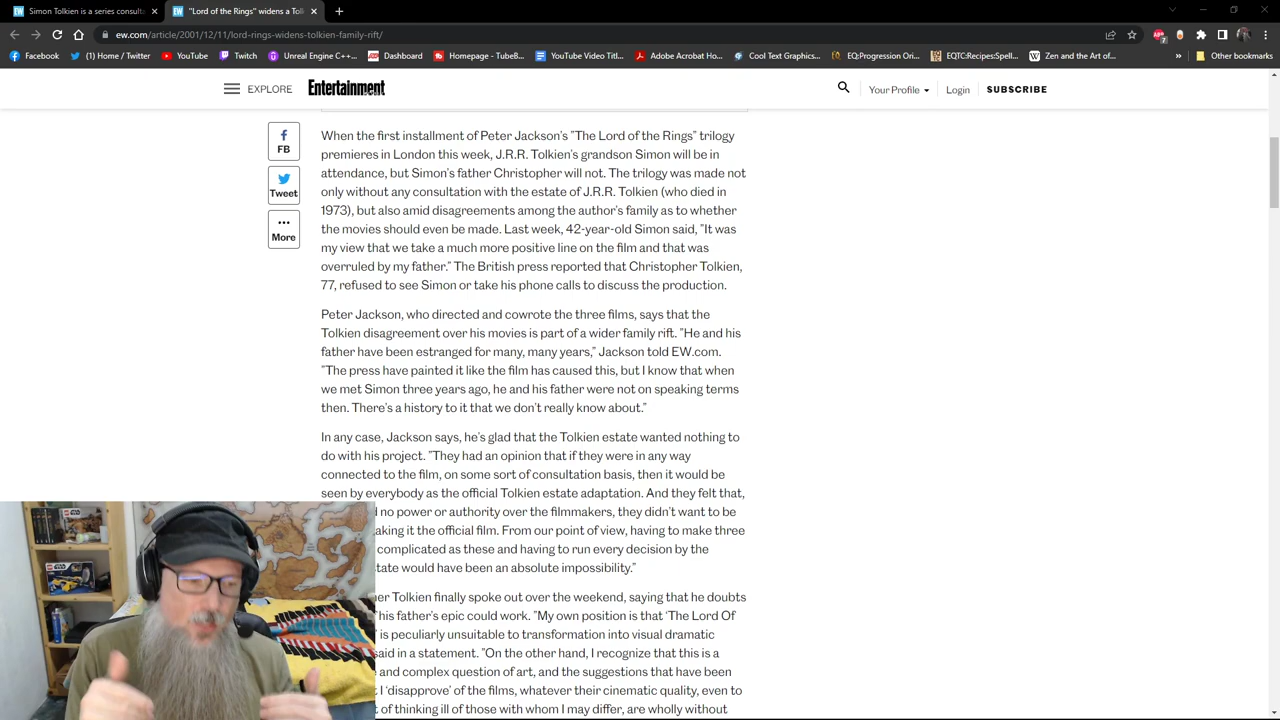 Simon Tolkien is a series consulta
"Lord of the Rings" widens a Tol
ew.com/article/2001/12/11/lord-rings-widens-tolkien-family-rift/
Facebook
(1) Home / Twitter
YouTube
Twitch
Unreal Engine C++...
Dashboard
Homepage - TubeB...
YouTube Video Titl...
Adobe Acrobat Ho...
Cool Text Graphics...
EQ:Progression Ori...
EQTC:Recipes:Spell...
Zen and the Art of...
»
Other bookmarks
EXPLORE
Entertainment
Your Profile
Login
SUBSCRIBE
FB
Tweet
More
When the first installment of Peter Jackson's "The Lord of the Rings" trilogy
premieres in London this week, J.R.R. Tolkien's grandson Simon will be in
attendance, but Simon's father Christopher will not. The trilogy was made not
only without any consultation with the estate of J.R.R. Tolkien (who died in
1973), but also amid disagreements among the author's family as to whether
the movies should even be made. Last week, 42-year-old Simon said, "It was
my view that we take a much more positive line on the film and that was
overruled by my father." The British press reported that Christopher Tolkien,
77, refused to see Simon or take his phone calls to discuss the production.
Peter Jackson, who directed and cowrote the three films, says that the
Tolkien disagreement over his movies is part of a wider family rift. "He and his
father have been estranged for many, many years," Jackson told EW.com.
"The press have painted it like the film has caused this, but I know that when
we met Simon three years ago, he and his father were not on speaking terms
then. There's a history to it that we don't really know about."
In any case, Jackson says, he's glad that the Tolkien estate wanted nothing to
do with his project. "They had an opinion that if they were in any way
connected to the film, on some sort of consultation basis, then it would be
seen by everybody as the official Tolkien estate adaptation. And they felt that,
no power or authority over the filmmakers, they didn't want to be
aking it the official film. From our point of view, having to make three
complicated as these and having to run every decision by the
tate would have been an absolute impossibility."
er Tolkien finally spoke out over the weekend, saying that he doubts
his father's epic could work. "My own position is that 'The Lord Of
is peculiarly unsuitable to transformation into visual dramatic
said in a statement. "On the other hand, I recognize that this is a
and complex question of art, and the suggestions that have been
I 'disapprove' of the films, whatever their cinematic quality, even to
of thinking ill of those with whom I may differ, are wholly without